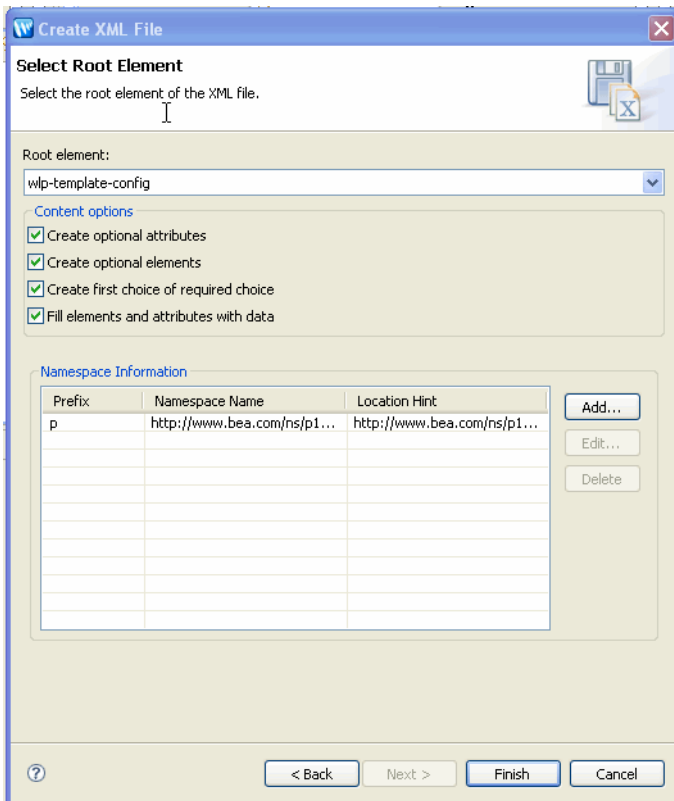 Create XML File
Select Root Element
Select the root element of the XML file.
Root element:
wlp-template-config
Content options
Create optional attributes
Create optional elements
Create first choice of required choice
Fill elements and attributes with data
Namespace Information
Prefix Namespace Name Location Hint
p http://www.bea.com/ns/p1... http://www.bea.com/ns/p1...
Add...
Edit...
Delete
? < Back Next > Finish Cancel